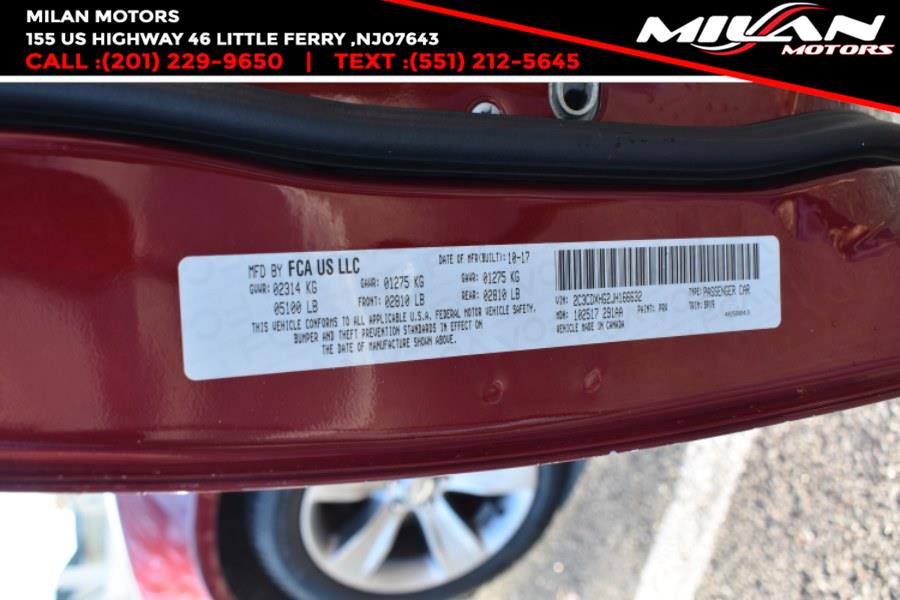 MILAN MOTORS
155 US HIGHWAY 46 LITTLE FERRY ,NJ07643
CALL :(201) 229-9650 | TEXT :(551) 212-5645
MILAN
MOTORS
MFD BY FCA US LLC DATE OF MFR(BUILT): 10-17
GVWR: 02314 KG GAWR: 01275 KG GAWR: 01275 KG
05100 LB FRONT: 02810 LB REAR: 02810 LB
THIS VEHICLE CONFORMS TO ALL APPLICABLE U.S.A. FEDERAL MOTOR VEHICLE SAFETY,
BUMPER AND THEFT PREVENTION STANDARDS IN EFFECT ON
THE DATE OF MANUFACTURE SHOWN ABOVE.
VIN: 2C3CDXHG2JH166632 TYPE: PASSENGER CAR
MDH: 102517 291AA PAINT: PRV TRIM:
VEHICLE MADE IN CANADA